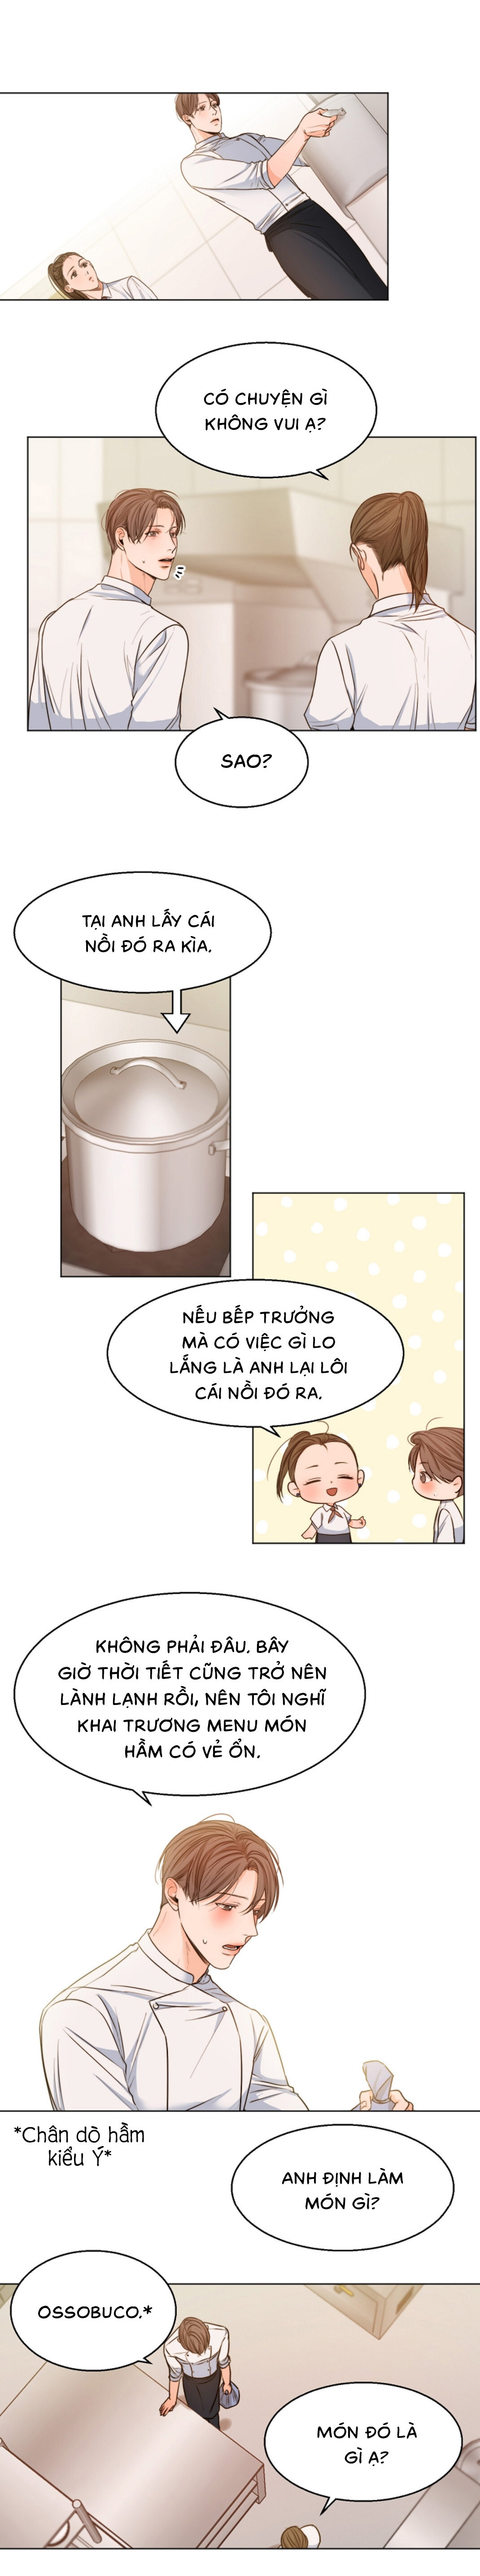 CÓ CHUYỆN GÌ
KHÔNG VUI Ạ?
SAO?
TẠI ANH LẤY CÁI
NỒI ĐÓ RA KÌA.
NẾU BẾP TRƯỞNG
MÀ CÓ VIỆC GÌ LO
LẮNG LÀ ANH LẠI LÔI
CÁI NỒI ĐÓ RA.
KHÔNG PHẢI ĐÂU. BÂY
GIỜ THỜI TIẾT CŨNG TRỞ NÊN
LÀNH LẠNH RỒI, NÊN TÔI NGHĨ
KHAI TRƯƠNG MENU MÓN
HẦM CÓ VẺ ỔN.
*Chân dò hầm
kiểu Ý*
ANH ĐỊNH LÀM
MÓN GÌ?
OSSOBUCO.*
MÓN ĐÓ LÀ
GÌ Ạ?